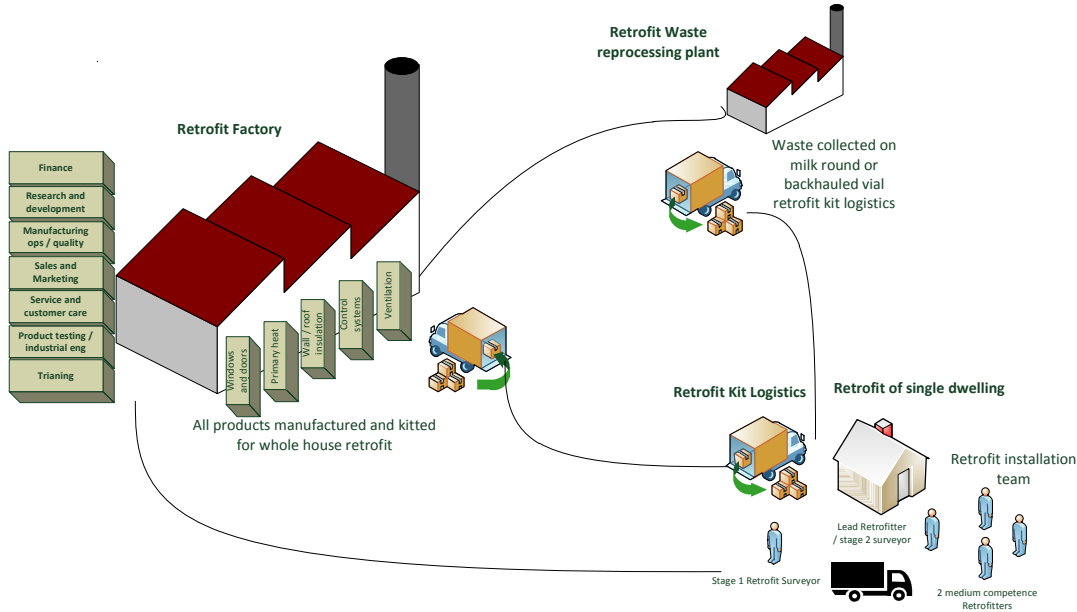 Retrofit Waste
reprocessing plant
Retrofit Factory
Finance
Research and
development
Manufacturing
ops / quality
Sales and
Marketing
Service and
customer care
Product testing /
industrial eng
Trianing
Windows
and doors
Primary heat
Wall / roof
insulation
Control
systems
Ventilation
All products manufactured and kitted
for whole house retrofit
Waste collected on
milk round or
backhauled vial
retrofit kit logistics
Retrofit Kit Logistics
Retrofit of single dwelling
Retrofit installation
team
Lead Retrofitter
/ stage 2 surveyor
Stage 1 Retrofit Surveyor
2 medium competence
Retrofitters